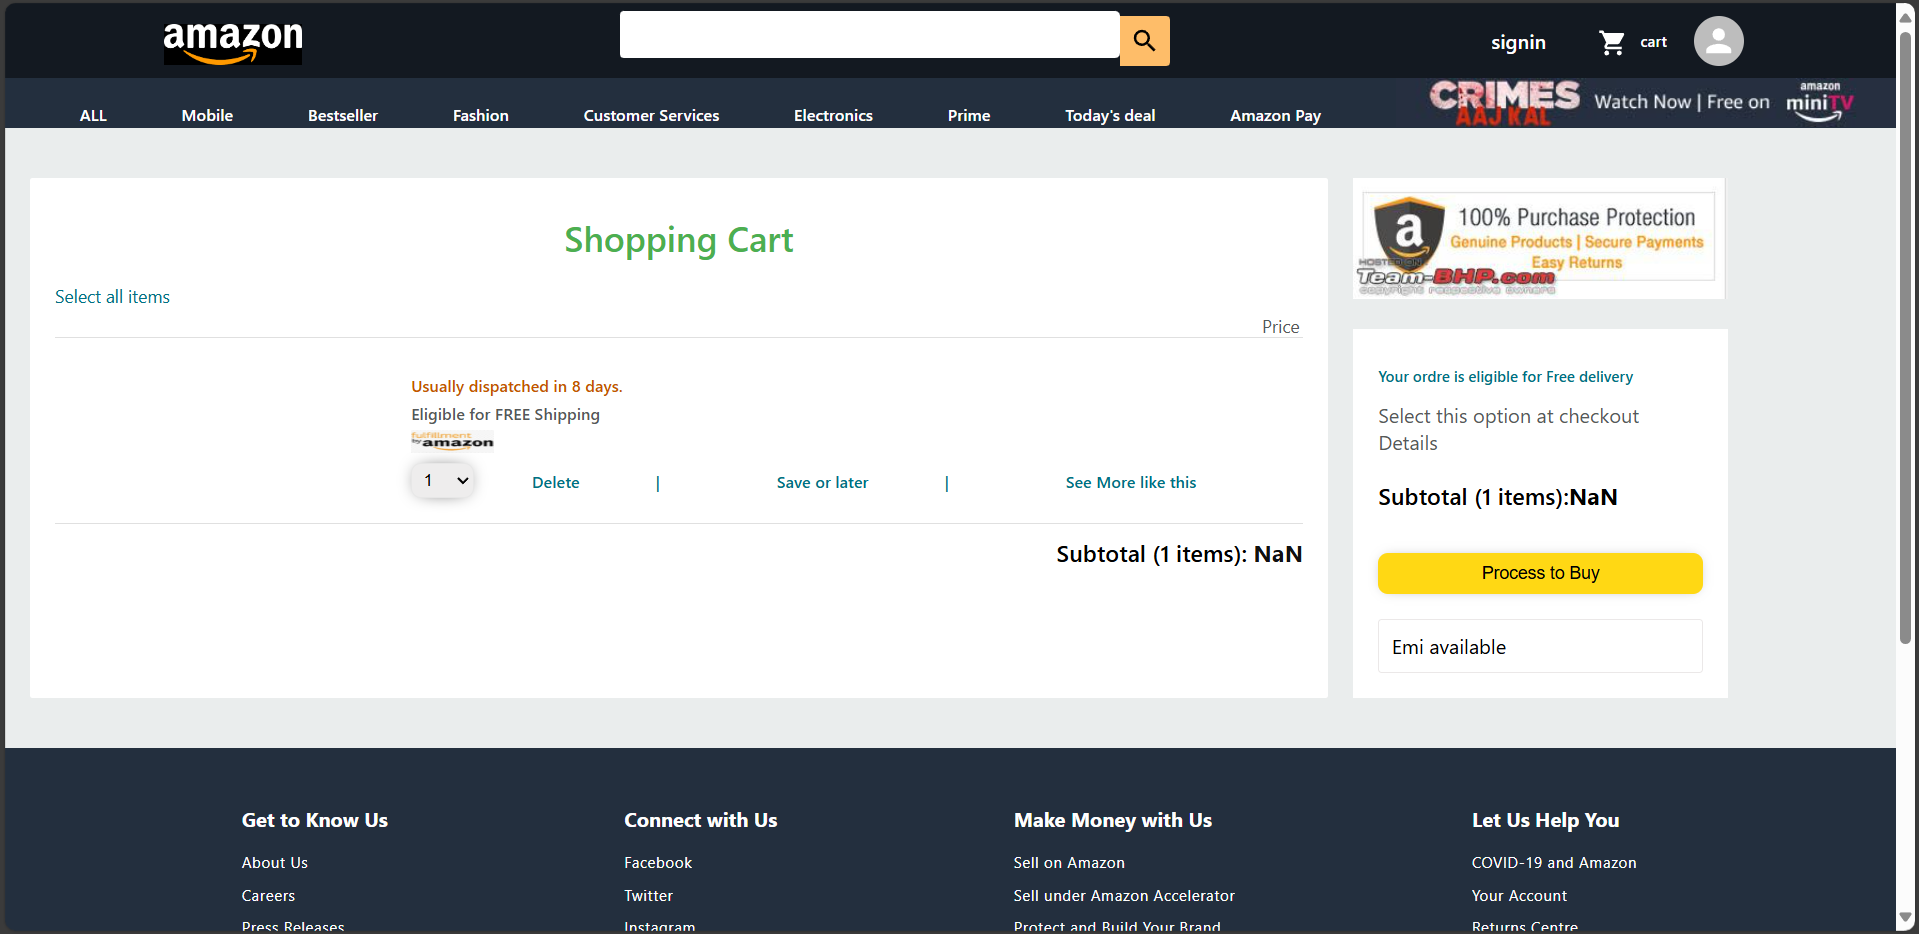 amazon
signin
cart
ALL
Mobile
Bestseller
Fashion
Customer Services
Electronics
Prime
Today's deal
Amazon Pay
CRIMES
AAJ KAL
Watch Now | Free on
amazon
miniTV
Shopping Cart
Select all items
Price
Usually dispatched in 8 days.
Eligible for FREE Shipping
fulfillment
by amazon
1
Delete
|
Save or later
|
See More like this
Subtotal (1 items): NaN
a
100% Purchase Protection
Genuine Products | Secure Payments
Easy Returns
HOSTED ON
Team-BHP.com
copyright respective owners
Your ordre is eligible for Free delivery
Select this option at checkout
Details
Subtotal (1 items):NaN
Process to Buy
Emi available
Get to Know Us
About Us
Careers
Press Releases
Connect with Us
Facebook
Twitter
Instagram
Make Money with Us
Sell on Amazon
Sell under Amazon Accelerator
Protect and Build Your Brand
Let Us Help You
COVID-19 and Amazon
Your Account
Returns Centre